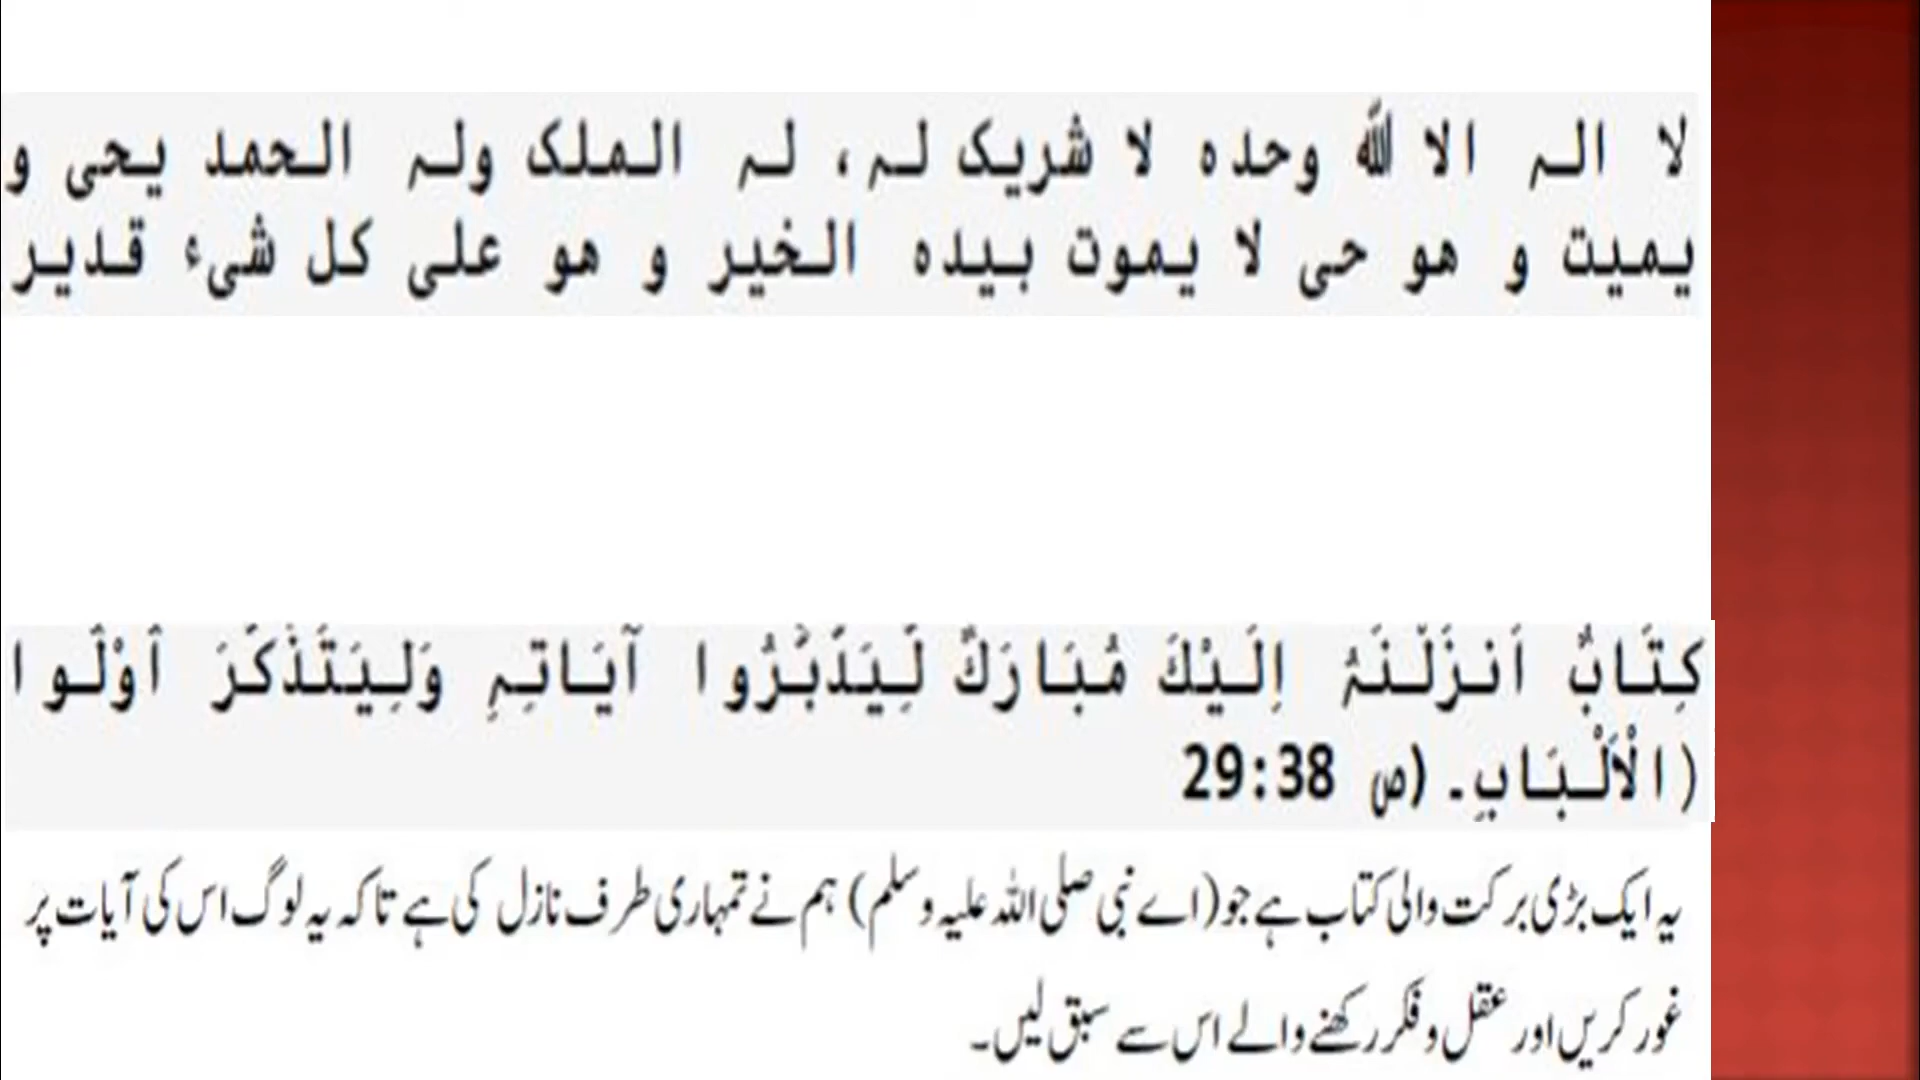 لا الہ الا الله وحدہ لا شریک لہ، لہ الملک ولہ الحمد یحی و
یمیت و ھو حی لا یموت بیدہ الخیر و ھو علی کل شیء قدیر
كِتَابٌ اَنزَلْنَہُ اِلَيْكَ مُبَارَكٌ لِّيَدَّبَّرُوا آيَاتِہِ وَلِيَتَذَكَّرَ اُوْلُوا
(الْاَلْبَابِ۔ (ص 29:38
یہ ایک بڑی برکت والی کتاب ہے جو (اے نبی صلی اللہ علیہ وسلم) ہم نے تمہاری طرف نازل کی ہے تاکہ یہ لوگ اس کی آیات پر
غور کریں اور عقل و فکر رکھنے والے اس سے سبق لیں۔